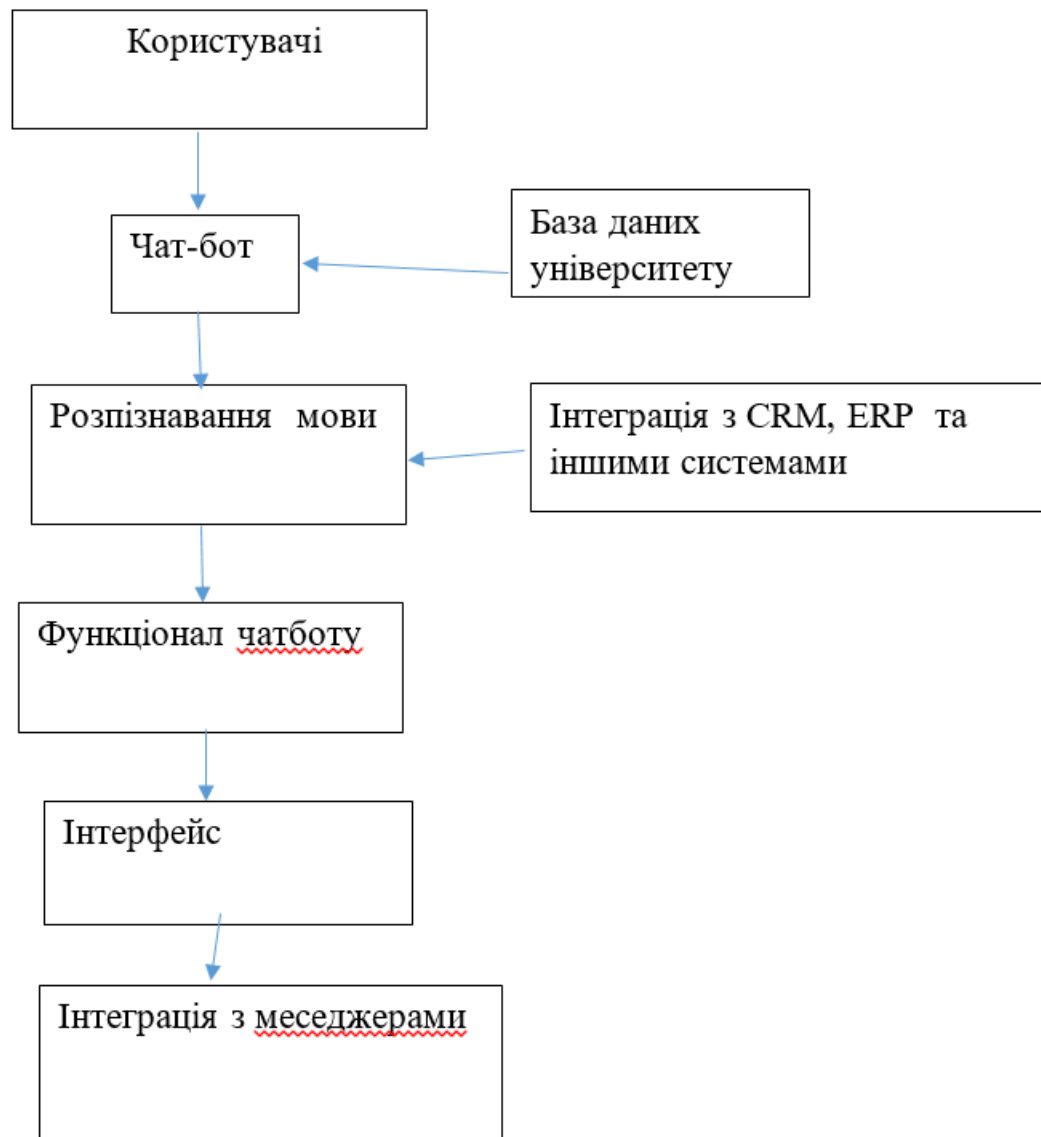 Користувачі
Чат-бот
База даних
університету
Розпізнавання мови
Інтеграція з CRM, ERP та
іншими системами
Функціонал чатботу
Інтерфейс
Інтеграція з меседжерами